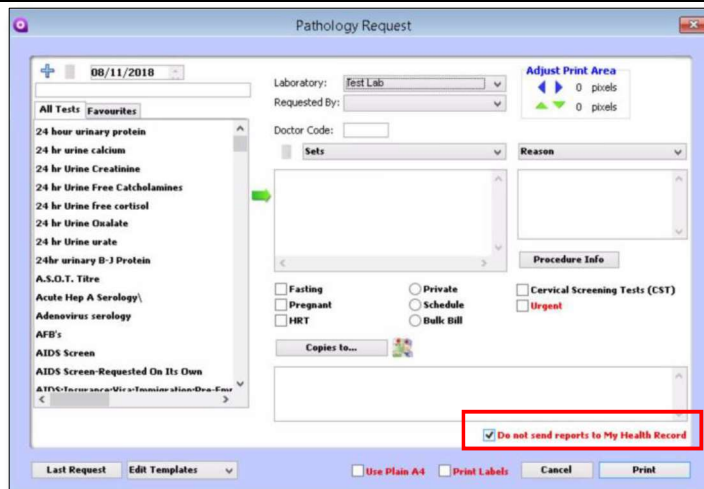 Pathology Request
08/11/2018
All Tests Favourites
24 hour urinary protein
24 hr urine calcium
24 hr Urine Creatinine
24 hr Urine Free Catcholamines
24 hr Urine free cortisol
24 hr Urine Oxalate
24 hr Urine urate
24hr urinary B-J Protein
A.S.O.T. Titre
Acute Hep A Serology\
Adenovirus serology
AFB's
AIDS Screen
AIDS Screen-Requested On Its Own
Laboratory: Test Lab
Requested By:
Doctor Code:
Adjust Print Area
0 pixels
0 pixels
Sets
Reason
Procedure Info
Fasting Private Cervical Screening Tests (CST)
Pregnant Schedule Urgent
HRT Bulk Bill
Copies to...
Do not send reports to My Health Record
Last Request Edit Templates Use Plain A4 Print Labels Cancel Print